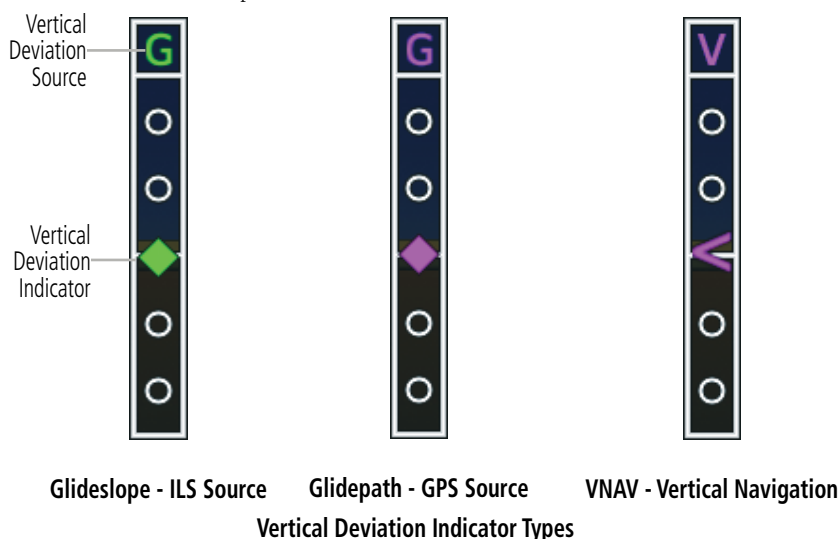 Vertical
Deviation
Source
G
G
V
Vertical
Deviation
Indicator
Glideslope - ILS Source
Glidepath - GPS Source
VNAV - Vertical Navigation
Vertical Deviation Indicator Types